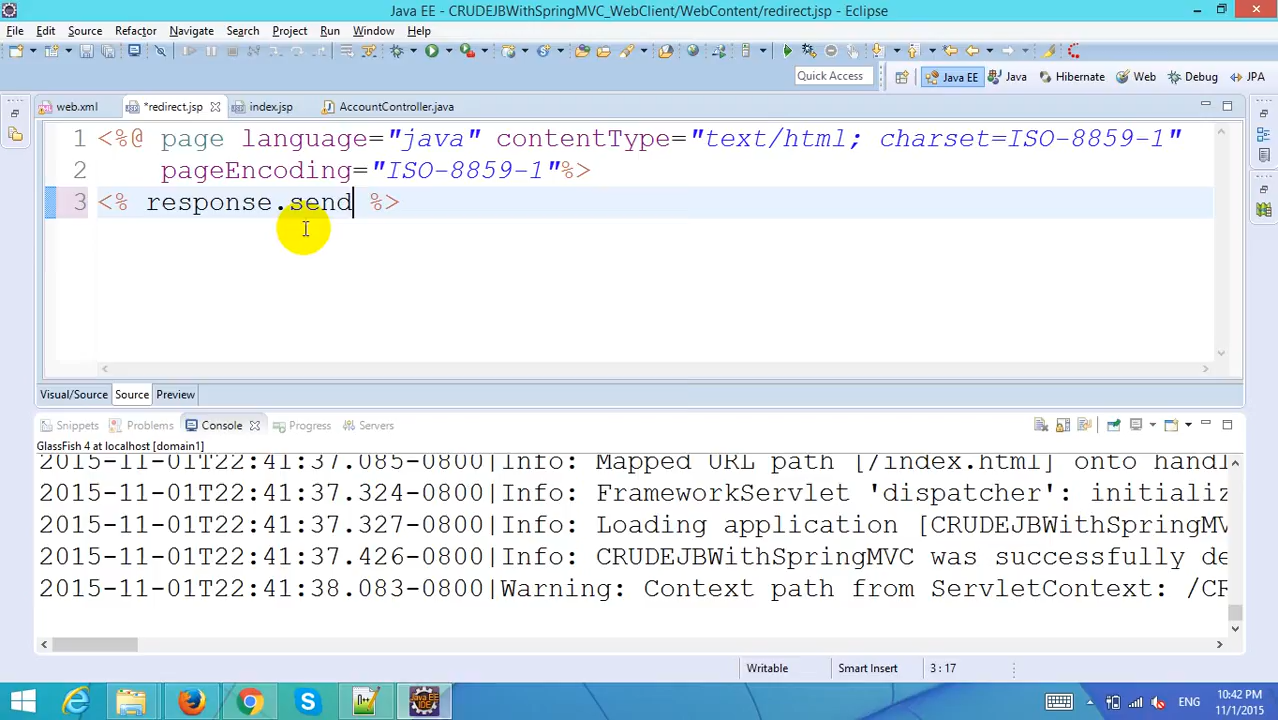 Java EE - CRUDEJBWithSpringMVC_WebClient/WebContent/redirect.jsp - Eclipse
File Edit Source Refactor Navigate Search Project Run Window Help
Quick Access Java EE Java Hibernate Web Debug JPA
web.xml *redirect.jsp index.jsp AccountController.java
1 <%@ page language="java" contentType="text/html; charset=ISO-8859-1"
2 pageEncoding="ISO-8859-1"%>
3 <% response.send %>
Visual/Source Source Preview
Snippets Problems Console Progress Servers
GlassFish 4 at localhost [domain1]
2015-11-01T22:41:37.085-0800|Info: Mapped URL path [/index.html] onto handl
2015-11-01T22:41:37.324-0800|Info: FrameworkServlet 'dispatcher': initializ
2015-11-01T22:41:37.327-0800|Info: Loading application [CRUDEJBWithSpringMV
2015-11-01T22:41:37.426-0800|Info: CRUDEJBWithSpringMVC was successfully de
2015-11-01T22:41:38.083-0800|Warning: Context path from ServletContext: /CR
Writable Smart Insert 3 : 17
ENG 10:42 PM
11/1/2015